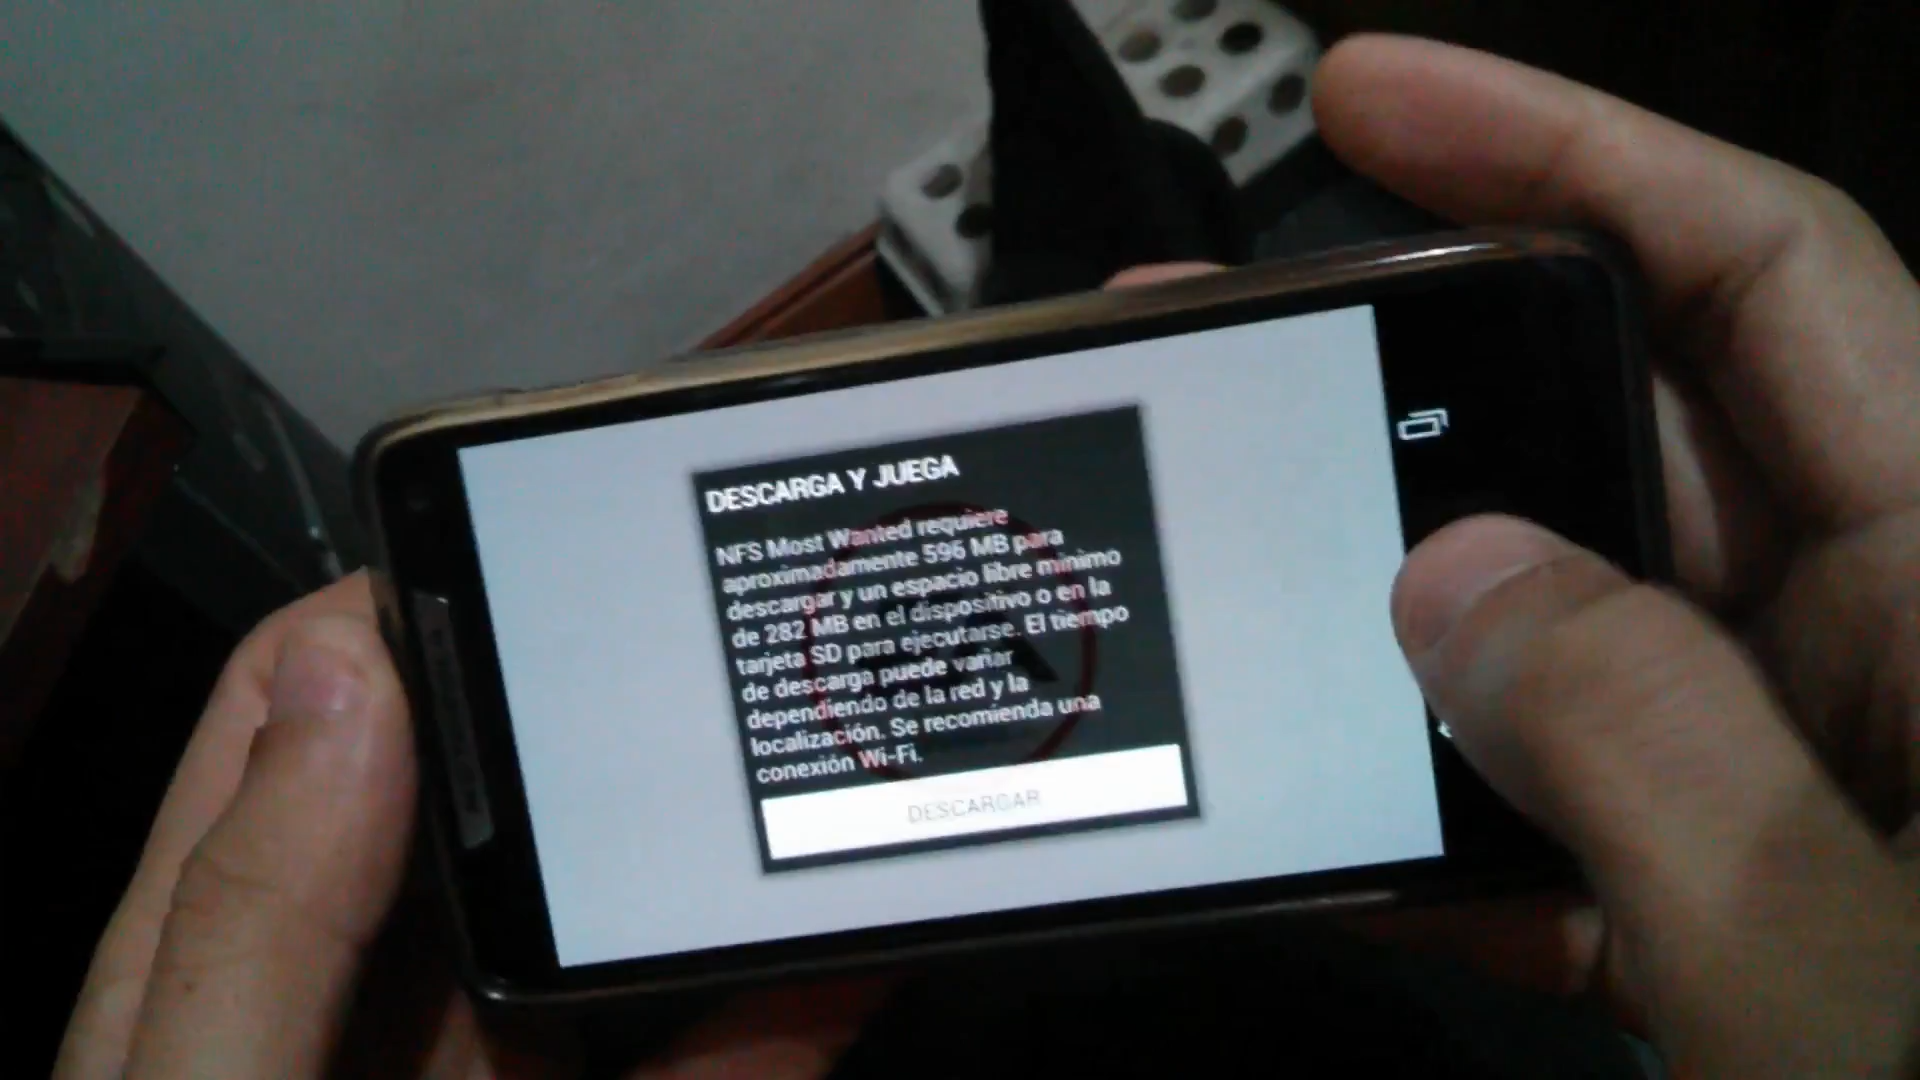 DESCARGA Y JUEGA
NFS Most Wanted requiere
aproximadamente 596 MB para
descargar y un espacio libre mínimo
de 282 MB en el dispositivo o en la
tarjeta SD para ejecutarse. El tiempo
de descarga puede variar
dependiendo de la red y la
localización. Se recomienda una
conexión Wi-Fi.
DESCARGAR